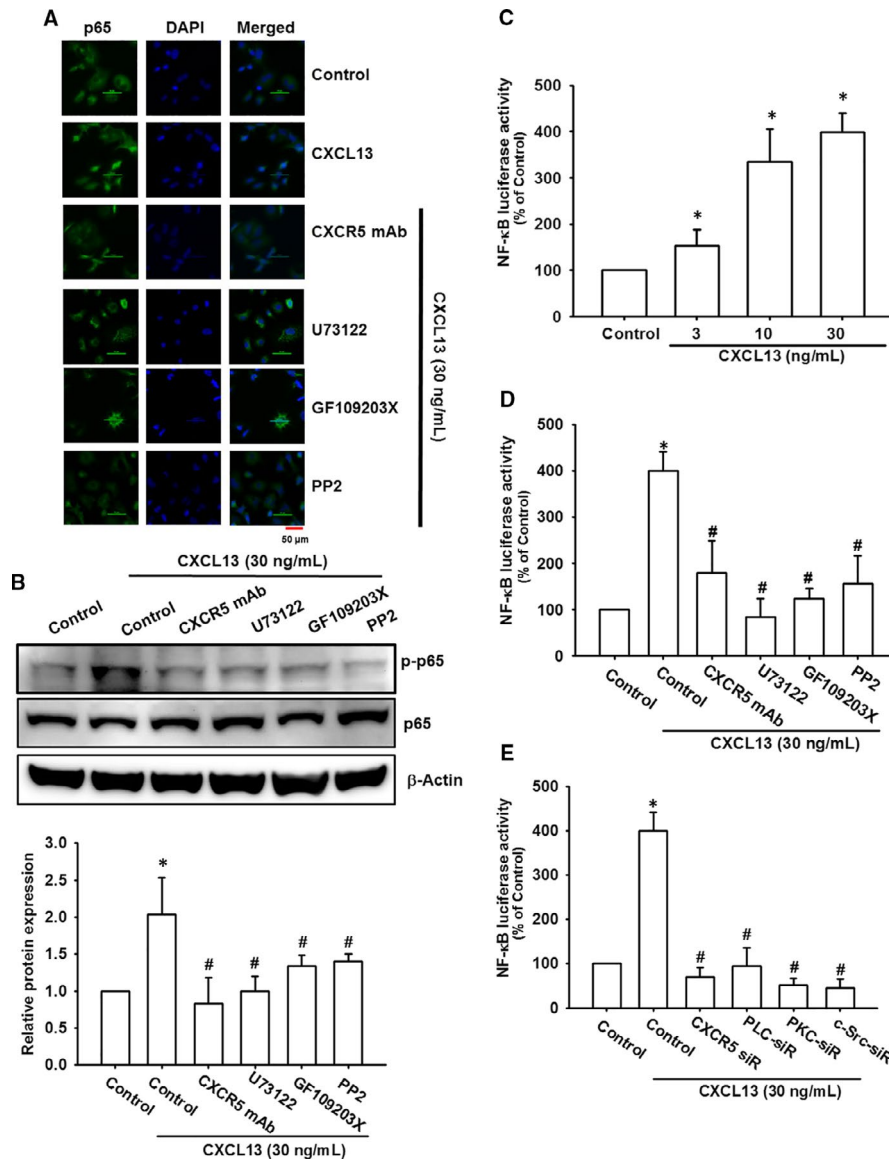 A
p65 DAPI Merged
Control
CXCL13
CXCR5 mAb
U73122
GF109203X
PP2
CXCL13 (30 ng/mL)
50 µm
B
CXCL13 (30 ng/mL)
Control Control CXCR5 mAb U73122 GF109203X PP2
p-p65
p65
β-Actin
Relative protein expression
3.0
2.5
2.0
1.5
1.0
0.5
0.0
*
# # # #
Control Control CXCR5 mAb U73122 GF109203X PP2
CXCL13 (30 ng/mL)
C
NF-κB luciferase activity
(% of Control)
500
400
300
200
100
0
* * *
Control 3 10 30
CXCL13 (ng/mL)
D
NF-κB luciferase activity
(% of Control)
500
400
300
200
100
0
*
# # # #
Control Control CXCR5 mAb U73122 GF109203X PP2
CXCL13 (30 ng/mL)
E
NF-κB luciferase activity
(% of Control)
500
400
300
200
100
0
*
# # # #
Control Control CXCR5 siR PLC-siR PKC-siR c-Src-siR
CXCL13 (30 ng/mL)